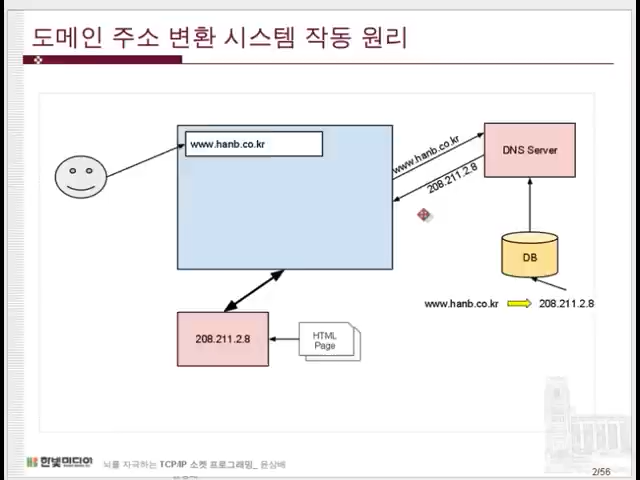 도메인 주소 변환 시스템 작동 원리
www.hanb.co.kr
www.hanb.co.kr
208.211.2.8
DNS Server
DB
www.hanb.co.kr
208.211.2.8
208.211.2.8
HTML
Page
한빛미디어
뇌를 자극하는 TCP/IP 소켓 프로그래밍_ 윤상배
2/56